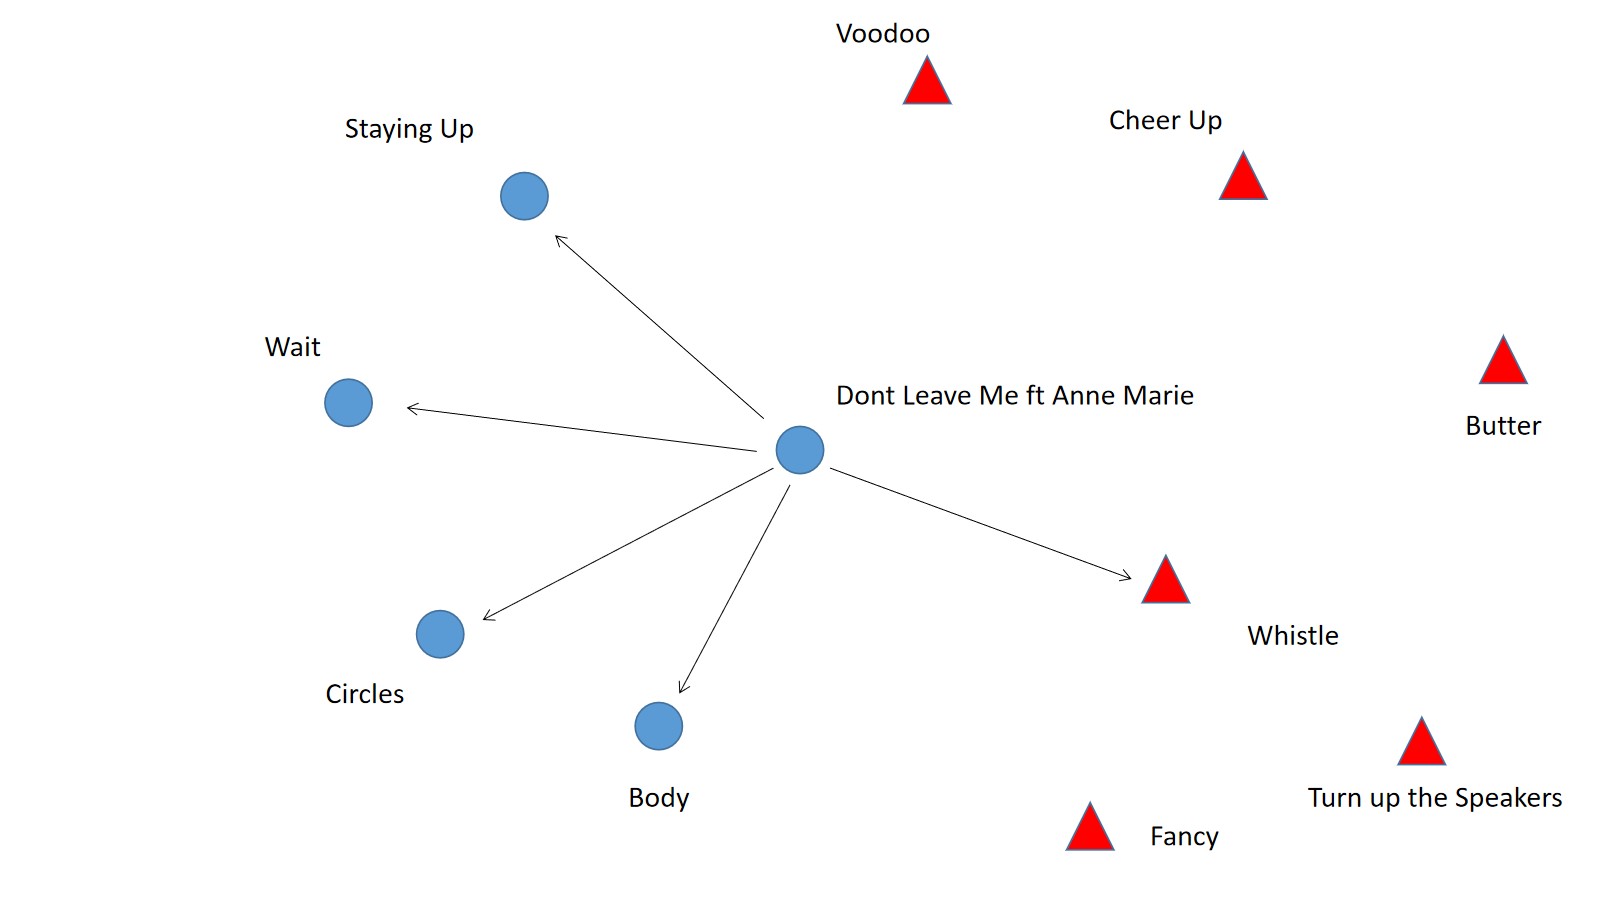 Voodoo
Cheer Up
Staying Up
Wait
Dont Leave Me ft Anne Marie
Butter
Whistle
Circles
Body
Turn up the Speakers
Fancy